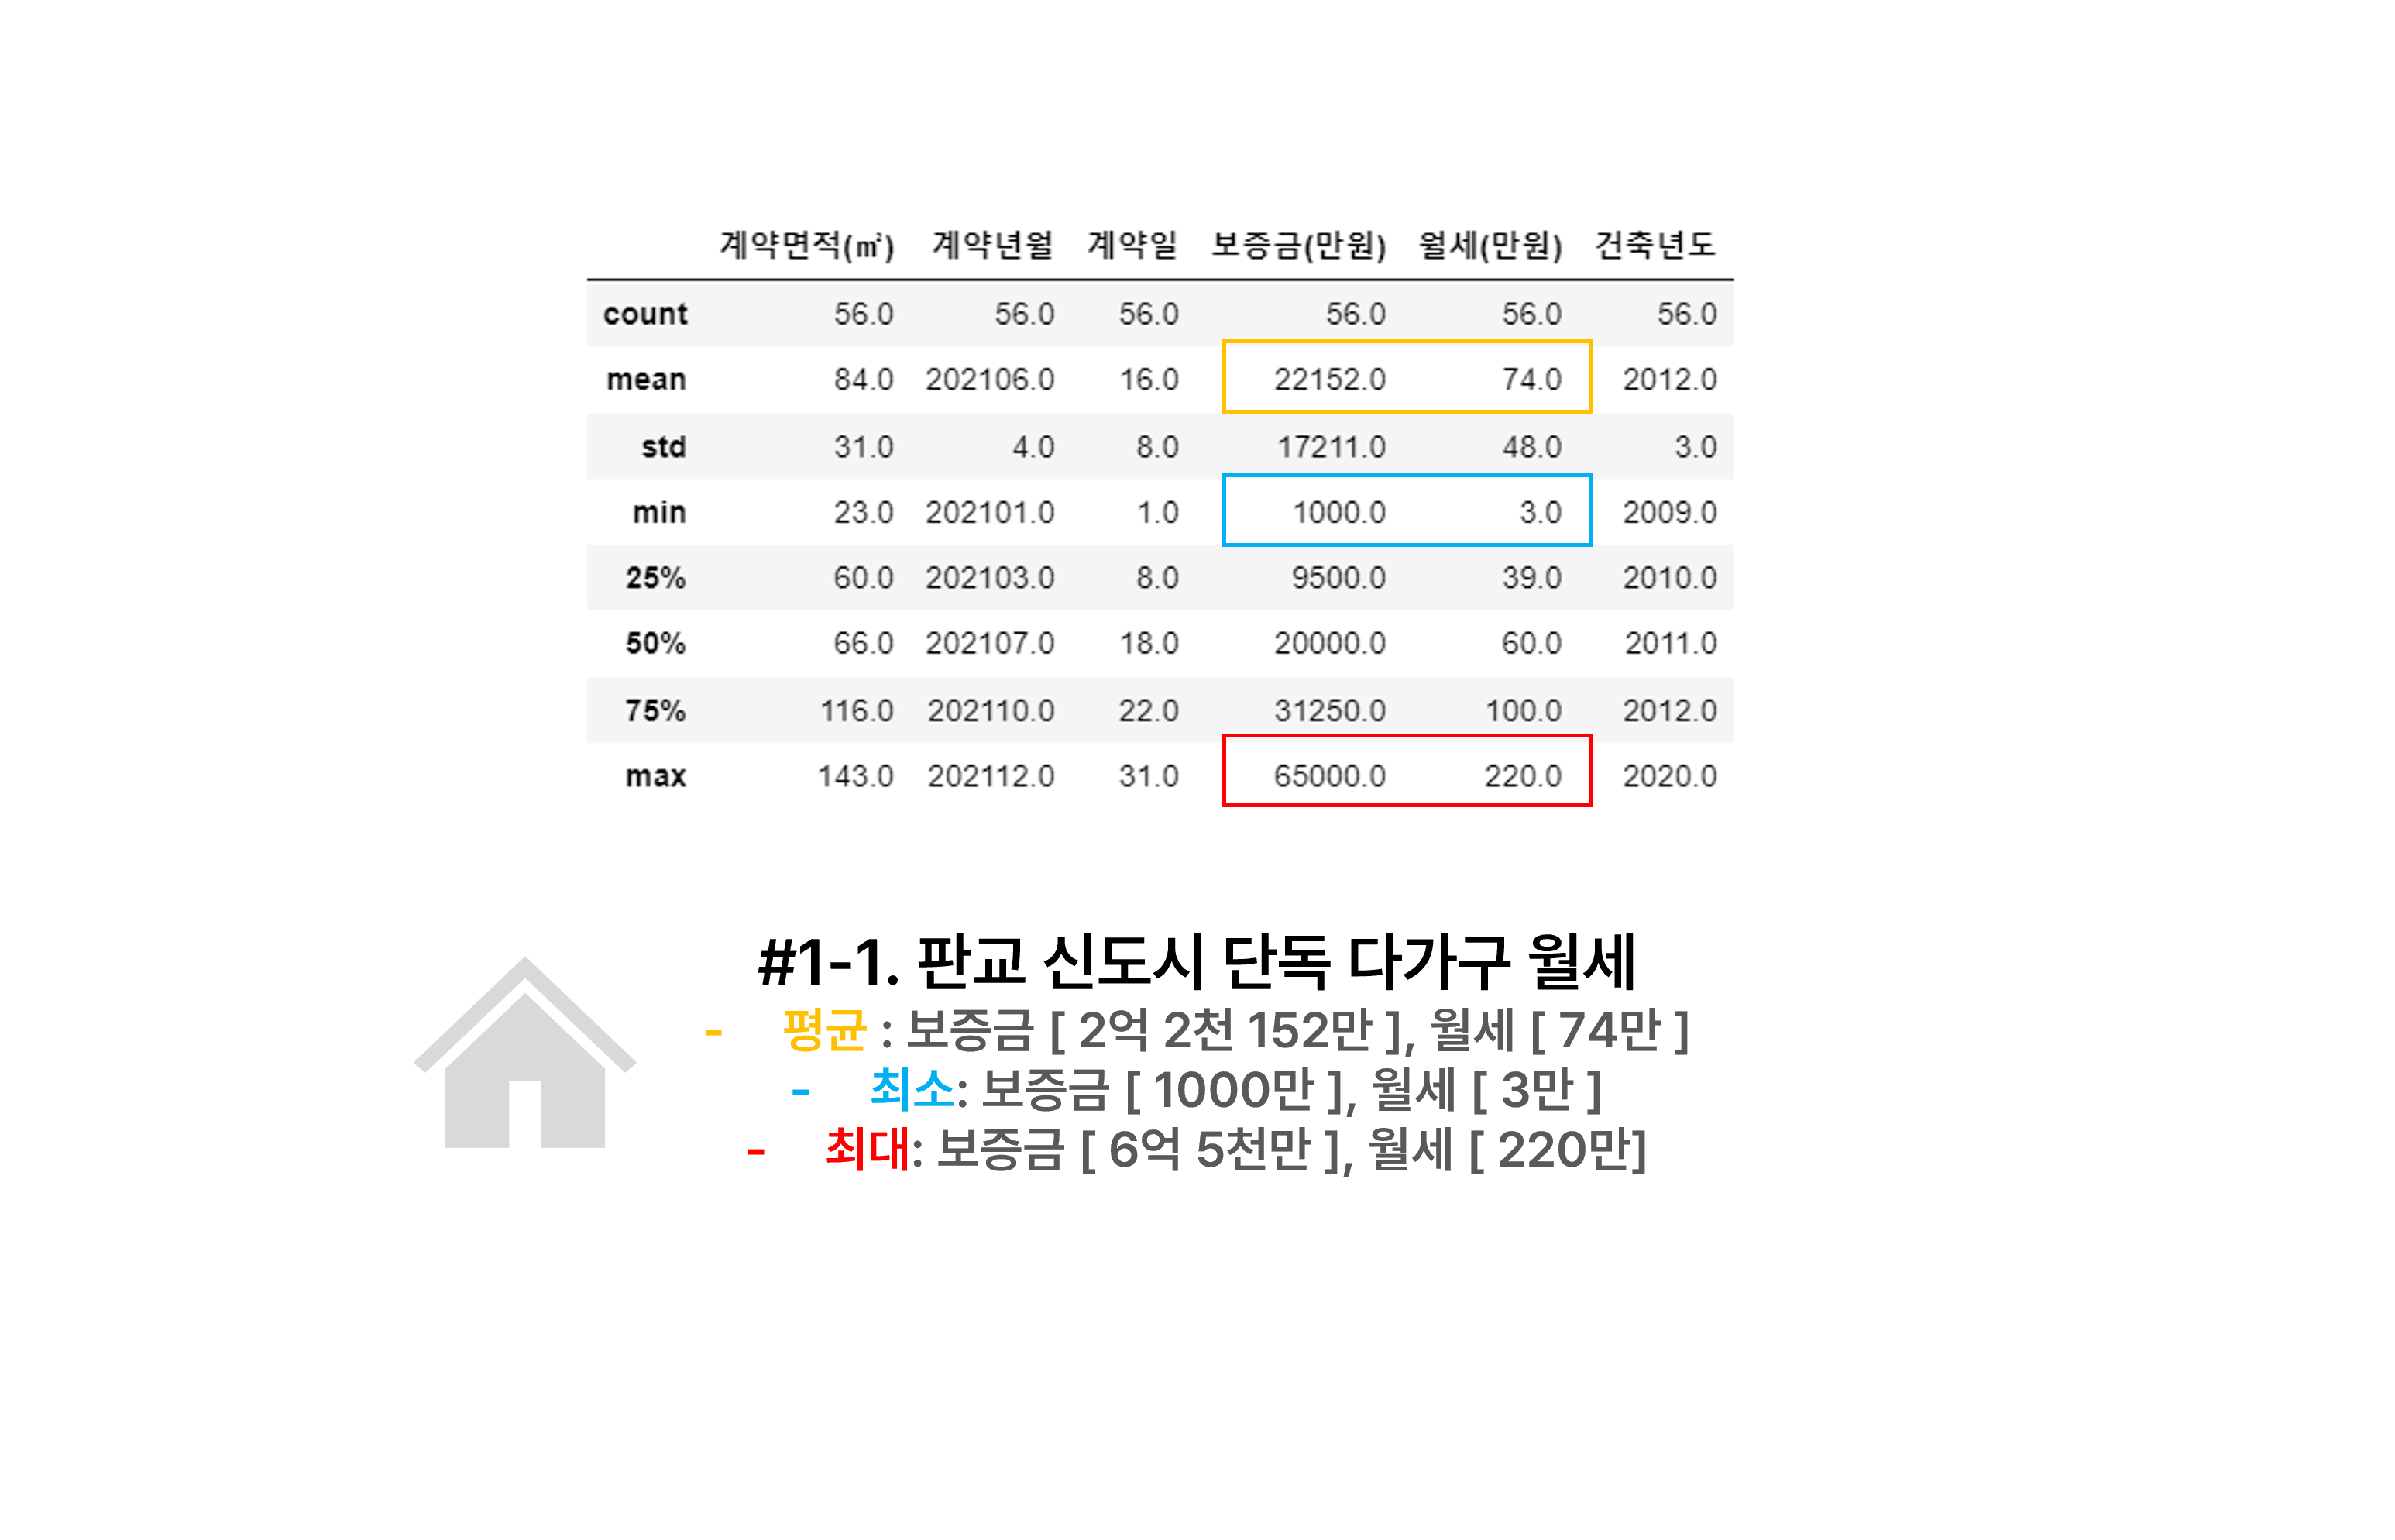 계약면적(㎡) 계약년월 계약일 보증금(만원) 월세(만원) 건축년도
count 56.0 56.0 56.0 56.0 56.0 56.0
mean 84.0 202106.0 16.0 22152.0 74.0 2012.0
std 31.0 4.0 8.0 17211.0 48.0 3.0
min 23.0 202101.0 1.0 1000.0 3.0 2009.0
25% 60.0 202103.0 8.0 9500.0 39.0 2010.0
50% 66.0 202107.0 18.0 20000.0 60.0 2011.0
75% 116.0 202110.0 22.0 31250.0 100.0 2012.0
max 143.0 202112.0 31.0 65000.0 220.0 2020.0
#1-1. 판교 신도시 단독 다가구 월세
- 평균 : 보증금 [ 2억 2천 152만 ], 월세 [ 74만 ]
- 최소: 보증금 [ 1000만 ], 월세 [ 3만 ]
- 최대: 보증금 [ 6억 5천만 ], 월세 [ 220만]